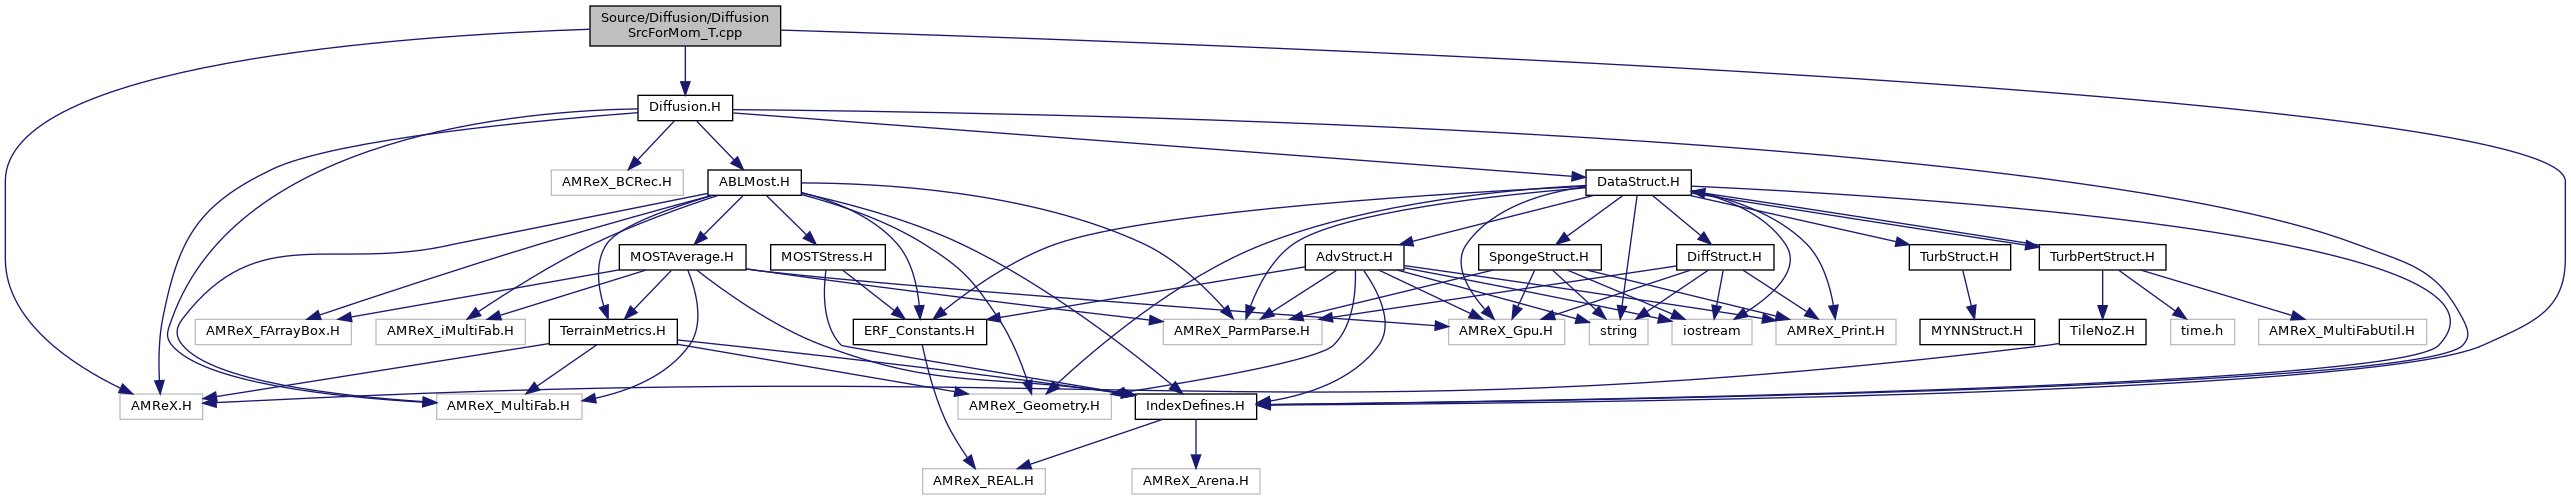 Source/Diffusion/Diffusion
SrcForMom_T.cpp
Diffusion.H
AMReX_BCRec.H
ABLMost.H
DataStruct.H
MOSTAverage.H
MOSTStress.H
AdvStruct.H
SpongeStruct.H
DiffStruct.H
TurbStruct.H
TurbPertStruct.H
AMReX_FArrayBox.H
AMReX_iMultiFab.H
TerrainMetrics.H
ERF_Constants.H
AMReX_ParmParse.H
AMReX_Gpu.H
string
iostream
AMReX_Print.H
MYNNStruct.H
TileNoZ.H
time.h
AMReX_MultiFabUtil.H
AMReX.H
AMReX_MultiFab.H
AMReX_Geometry.H
IndexDefines.H
AMReX_REAL.H
AMReX_Arena.H